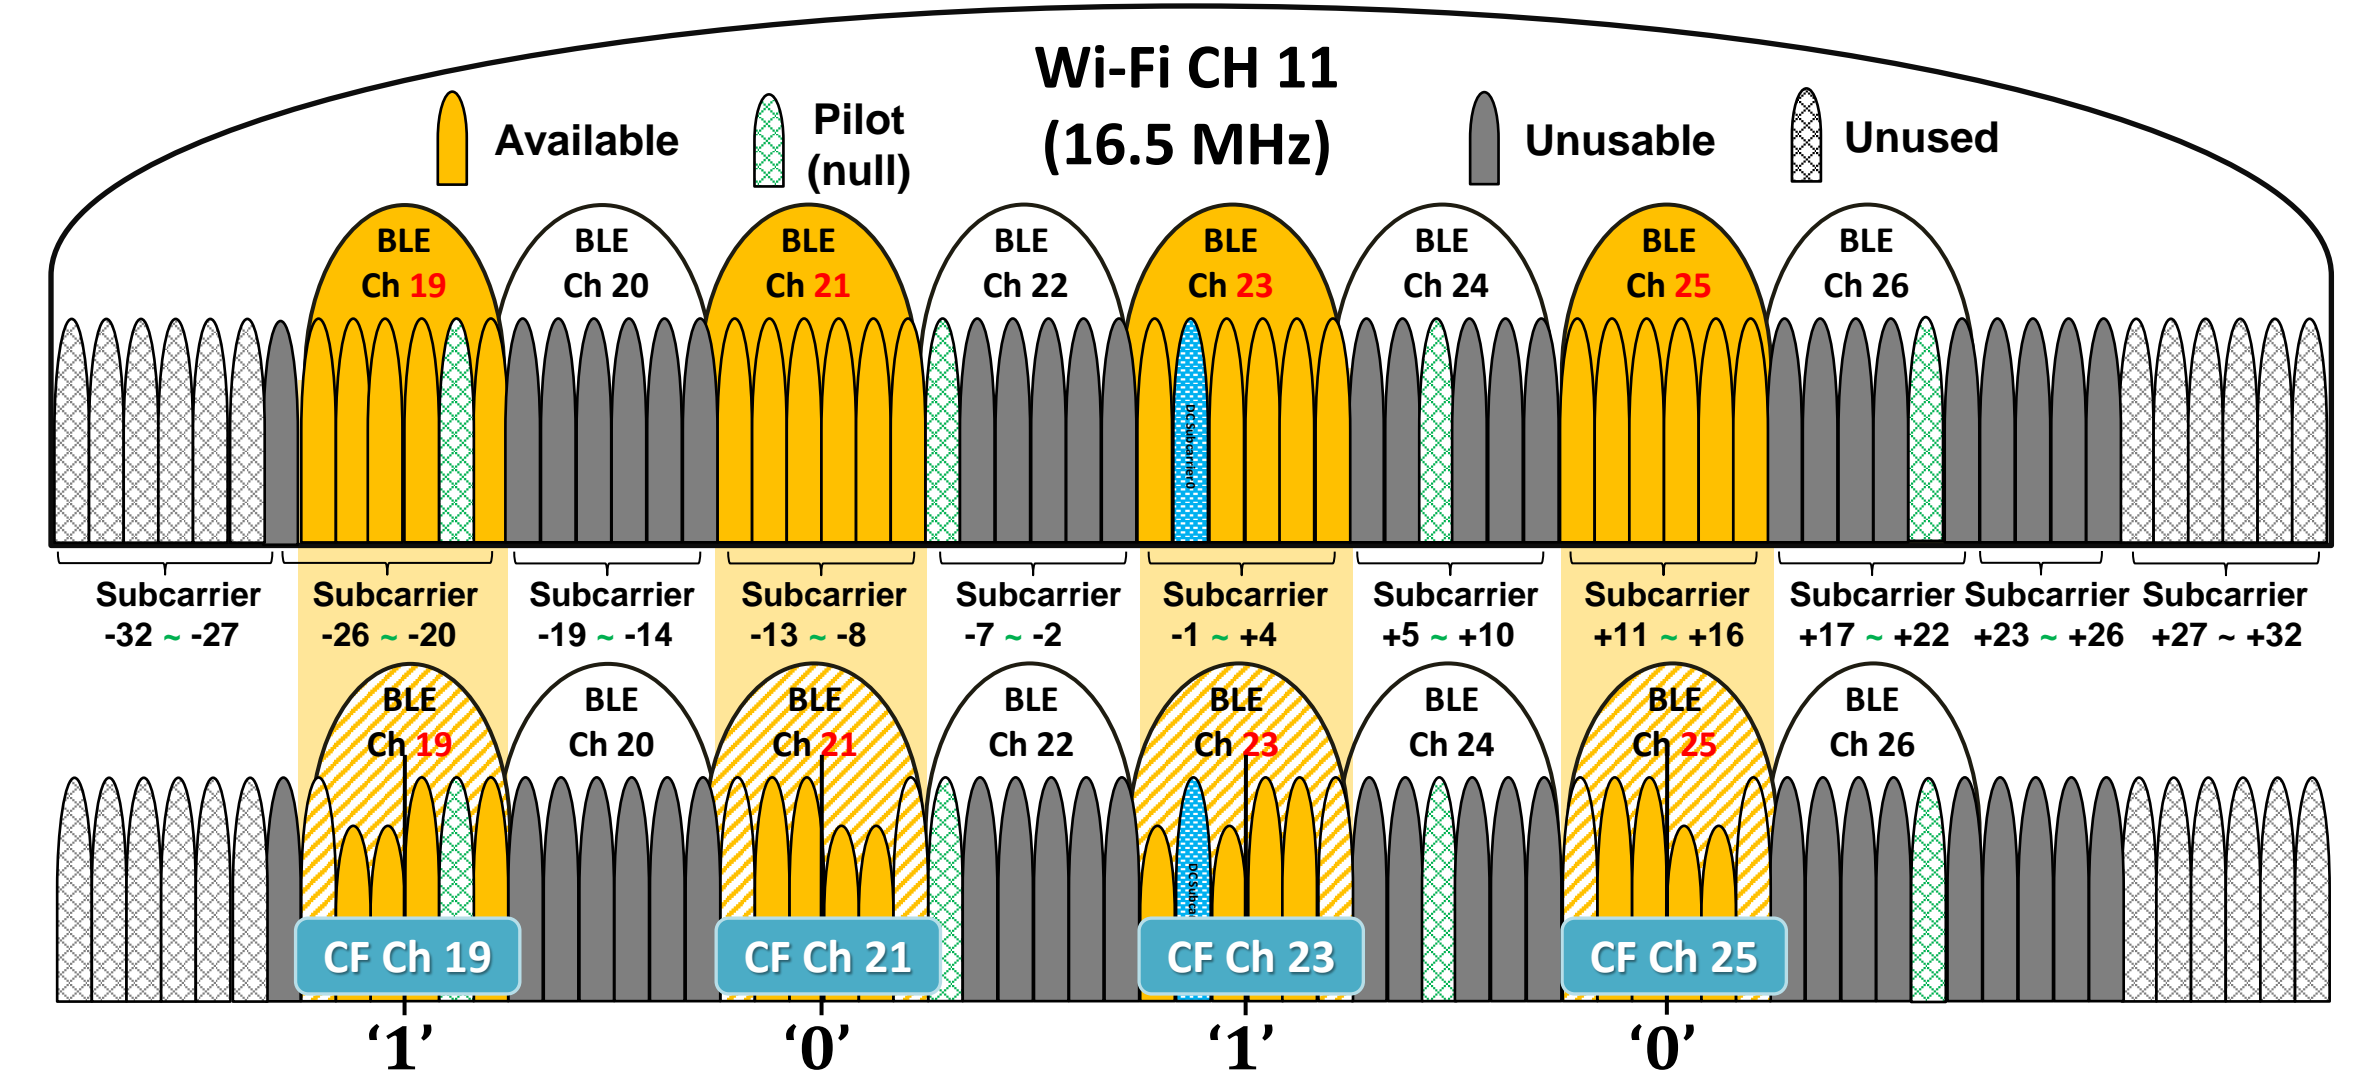 Wi-Fi CH 11
(16.5 MHz)
Available
Pilot
(null)
Unusable
Unused
BLE
Ch 19
BLE
Ch 20
BLE
Ch 21
BLE
Ch 22
BLE
Ch 23
BLE
Ch 24
BLE
Ch 25
BLE
Ch 26
DC Subcarrier 0
Subcarrier
-32 ~ -27
Subcarrier
-26 ~ -20
Subcarrier
-19 ~ -14
Subcarrier
-13 ~ -8
Subcarrier
-7 ~ -2
Subcarrier
-1 ~ +4
Subcarrier
+5 ~ +10
Subcarrier
+11 ~ +16
Subcarrier
+17 ~ +22
Subcarrier
+23 ~ +26
Subcarrier
+27 ~ +32
BLE
Ch 19
BLE
Ch 20
BLE
Ch 21
BLE
Ch 22
BLE
Ch 23
BLE
Ch 24
BLE
Ch 25
BLE
Ch 26
DC Subca
CF Ch 19
CF Ch 21
CF Ch 23
CF Ch 25
‘1’
‘0’
‘1’
‘0’